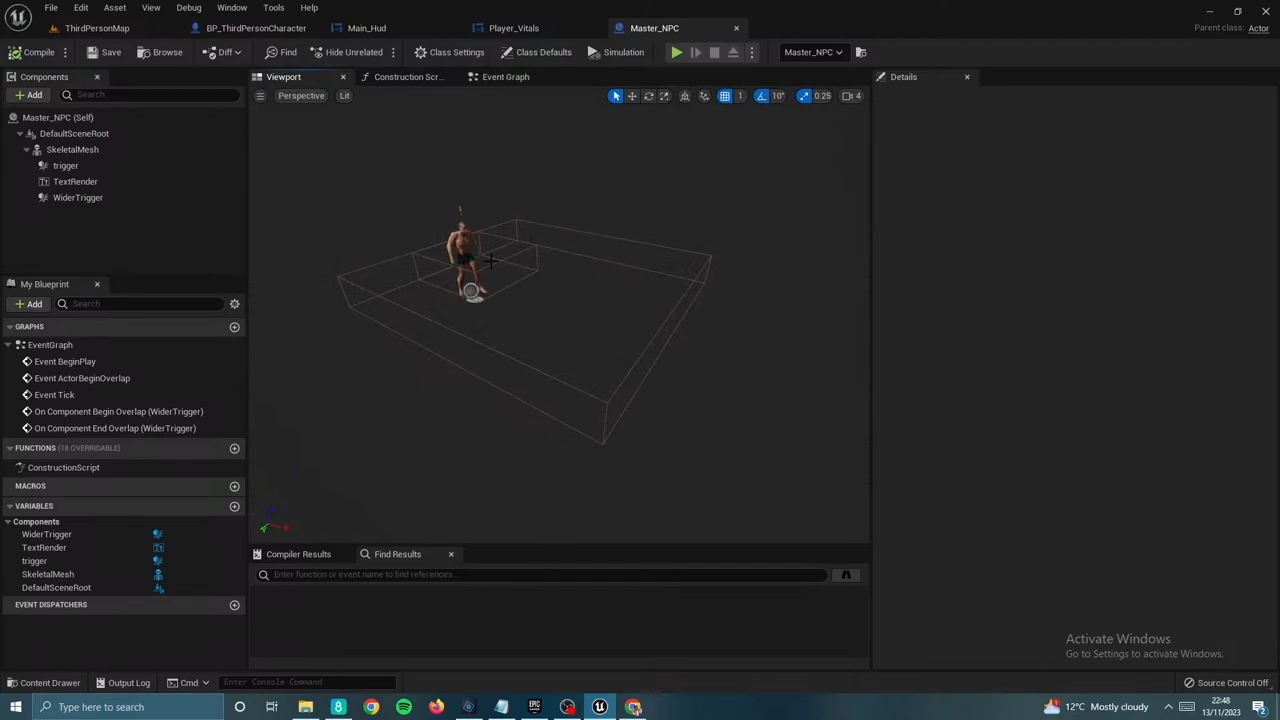 File Edit Asset View Debug Window Tools Help
Parent class: Actor
ThirdPersonMap BP_ThirdPersonCharacter Main_Hud Player_Vitals Master_NPC
Compile Save Browse Diff Find Hide Unrelated Class Settings Class Defaults Simulation Master_NPC
Components
Add Search
Master_NPC (Self)
DefaultSceneRoot
SkeletalMesh
trigger
TextRender
WiderTrigger
My Blueprint
Add Search
GRAPHS
EventGraph
Event BeginPlay
Event ActorBeginOverlap
Event Tick
On Component Begin Overlap (WiderTrigger)
On Component End Overlap (WiderTrigger)
FUNCTIONS (18 OVERRIDABLE)
ConstructionScript
MACROS
VARIABLES
Components
WiderTrigger
TextRender
trigger
SkeletalMesh
DefaultSceneRoot
EVENT DISPATCHERS
Viewport Construction Scr... Event Graph
Perspective Lit
1 10° 0.25 4
Compiler Results Find Results
Enter function or event name to find references...
Details
Activate Windows
Go to Settings to activate Windows.
Content Drawer Output Log Cmd Enter Console Command Source Control Off
Type here to search
12°C Mostly cloudy
22:48
13/11/2023